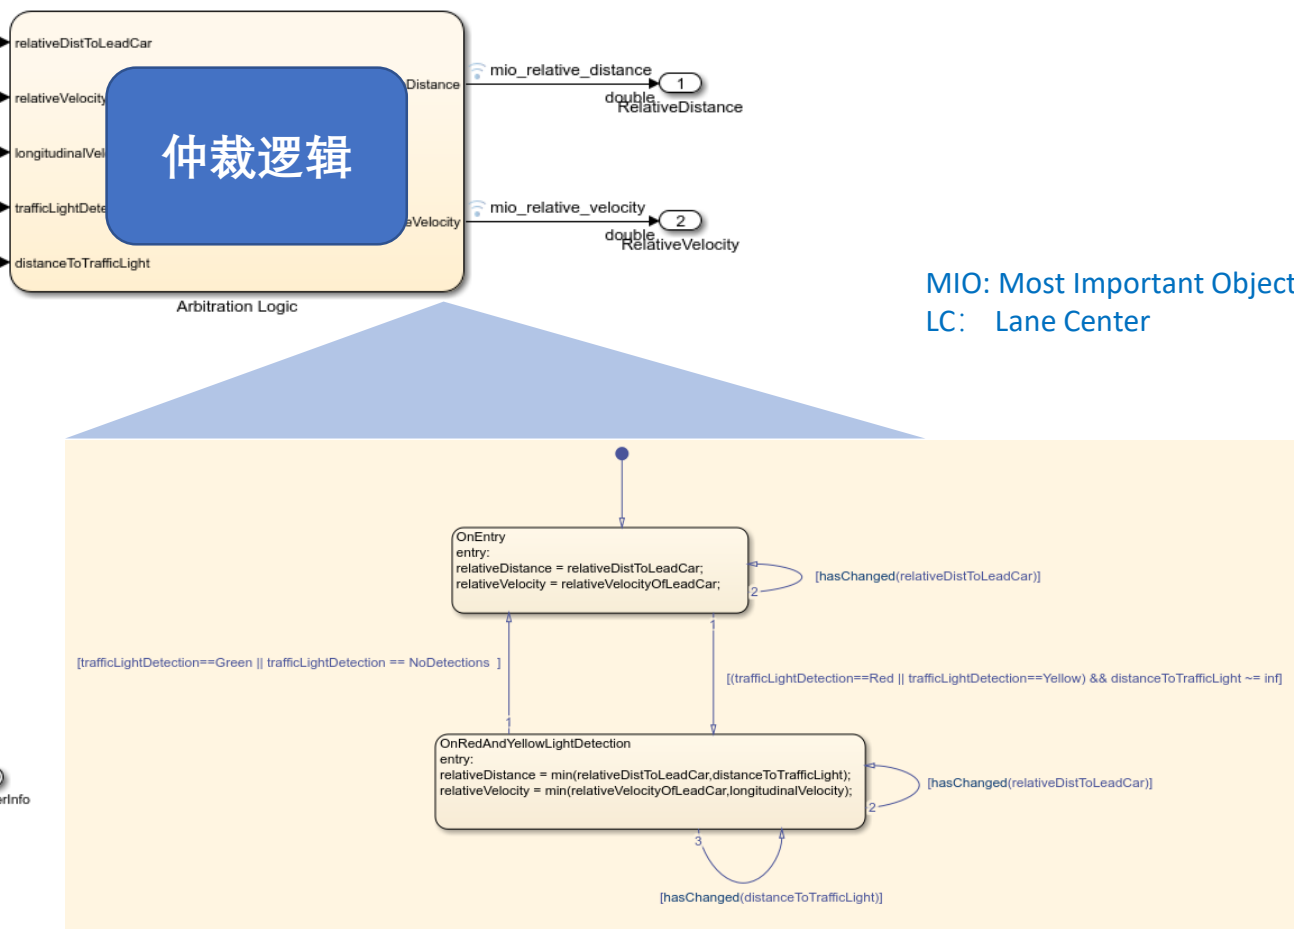 relativeDistToLeadCar
relativeVelocity
longitudinalVel
trafficLightDete
distanceToTrafficLight
仲裁逻辑
Distance
eVelocity
Arbitration Logic
mio_relative_distance
double
1
RelativeDistance
mio_relative_velocity
double
2
RelativeVelocity
MIO: Most Important Object
LC: Lane Center
OnEntry
entry:
relativeDistance = relativeDistToLeadCar;
relativeVelocity = relativeVelocityOfLeadCar;
2
[hasChanged(relativeDistToLeadCar)]
1
[trafficLightDetection==Green || trafficLightDetection == NoDetections ]
[(trafficLightDetection==Red || trafficLightDetection==Yellow) && distanceToTrafficLight ~= inf]
1
OnRedAndYellowLightDetection
entry:
relativeDistance = min(relativeDistToLeadCar,distanceToTrafficLight);
relativeVelocity = min(relativeVelocityOfLeadCar,longitudinalVelocity);
[hasChanged(relativeDistToLeadCar)]
2
3
[hasChanged(distanceToTrafficLight)]
erInfo